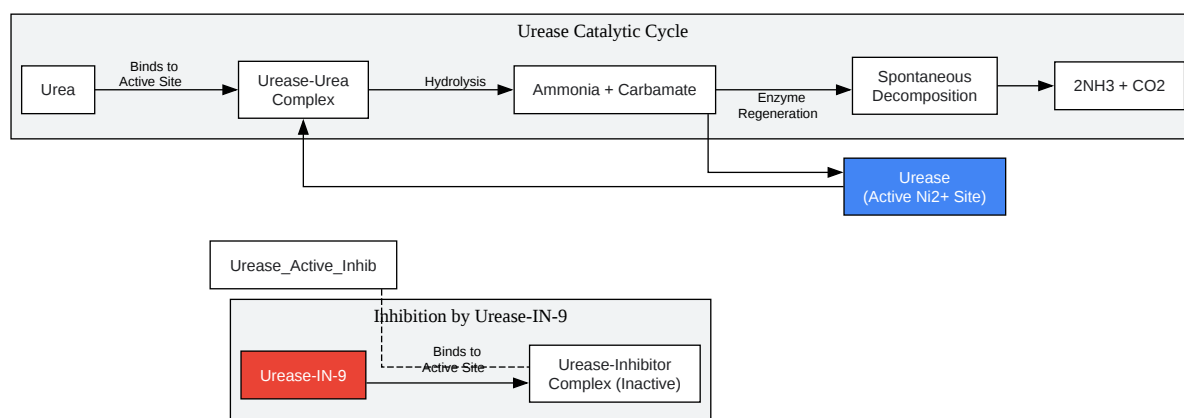 Urease Catalytic Cycle
Urea
Binds to
Active Site
Urease-Urea
Complex
Hydrolysis
Ammonia + Carbamate
Enzyme
Regeneration
Spontaneous
Decomposition
2NH3 + CO2
Urease
(Active Ni2+ Site)
Urease_Active_Inhib
Inhibition by Urease-IN-9
Urease-IN-9
Binds to
Active Site
Urease-Inhibitor
Complex (Inactive)